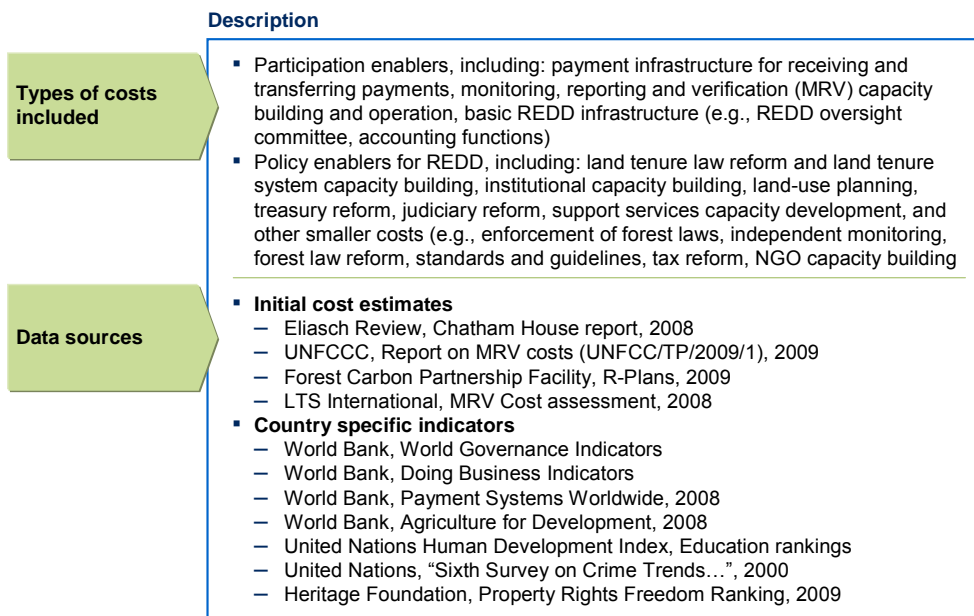 Description
Types of costs
included
▪ Participation enablers, including: payment infrastructure for receiving and
transferring payments, monitoring, reporting and verification (MRV) capacity
building and operation, basic REDD infrastructure (e.g., REDD oversight
committee, accounting functions)
▪ Policy enablers for REDD, including: land tenure law reform and land tenure
system capacity building, institutional capacity building, land-use planning,
treasury reform, judiciary reform, support services capacity development, and
other smaller costs (e.g., enforcement of forest laws, independent monitoring,
forest law reform, standards and guidelines, tax reform, NGO capacity building
Data sources
▪ Initial cost estimates
– Eliasch Review, Chatham House report, 2008
– UNFCCC, Report on MRV costs (UNFCC/TP/2009/1), 2009
– Forest Carbon Partnership Facility, R-Plans, 2009
– LTS International, MRV Cost assessment, 2008
▪ Country specific indicators
– World Bank, World Governance Indicators
– World Bank, Doing Business Indicators
– World Bank, Payment Systems Worldwide, 2008
– World Bank, Agriculture for Development, 2008
– United Nations Human Development Index, Education rankings
– United Nations, “Sixth Survey on Crime Trends…”, 2000
– Heritage Foundation, Property Rights Freedom Ranking, 2009